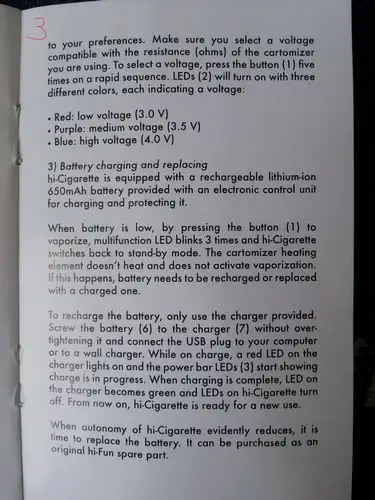 3
to your preferences. Make sure you select a voltage
compatible with the resistance (ohms) of the cartomizer
you are using. To select a voltage, press the button (1) five
times on a rapid sequence. LEDs (2) will turn on with three
different colors, each indicating a voltage:
• Red: low voltage (3.0 V)
• Purple: medium voltage (3.5 V)
• Blue: high voltage (4.0 V)
3) Battery charging and replacing
hi-Cigarette is equipped with a rechargeable lithium-ion
650mAh battery provided with an electronic control unit
for charging and protecting it.
When battery is low, by pressing the button (1) to
vaporize, multifunction LED blinks 3 times and hi-Cigarette
switches back to stand-by mode. The cartomizer heating
element doesn't heat and does not activate vaporization.
If this happens, battery needs to be recharged or replaced
with a charged one.
To recharge the battery, only use the charger provided.
Screw the battery (6) to the charger (7) without over-
tightening it and connect the USB plug to your computer
or to a wall charger. While on charge, a red LED on the
charger lights on and the power bar LEDs (3) start showing
charge is in progress. When charging is complete, LED on
the charger becomes green and LEDs on hi-Cigarette turn
off. From now on, hi-Cigarette is ready for a new use.
When autonomy of hi-Cigarette evidently reduces, it is
time to replace the battery. It can be purchased as an
original hi-Fun spare part.